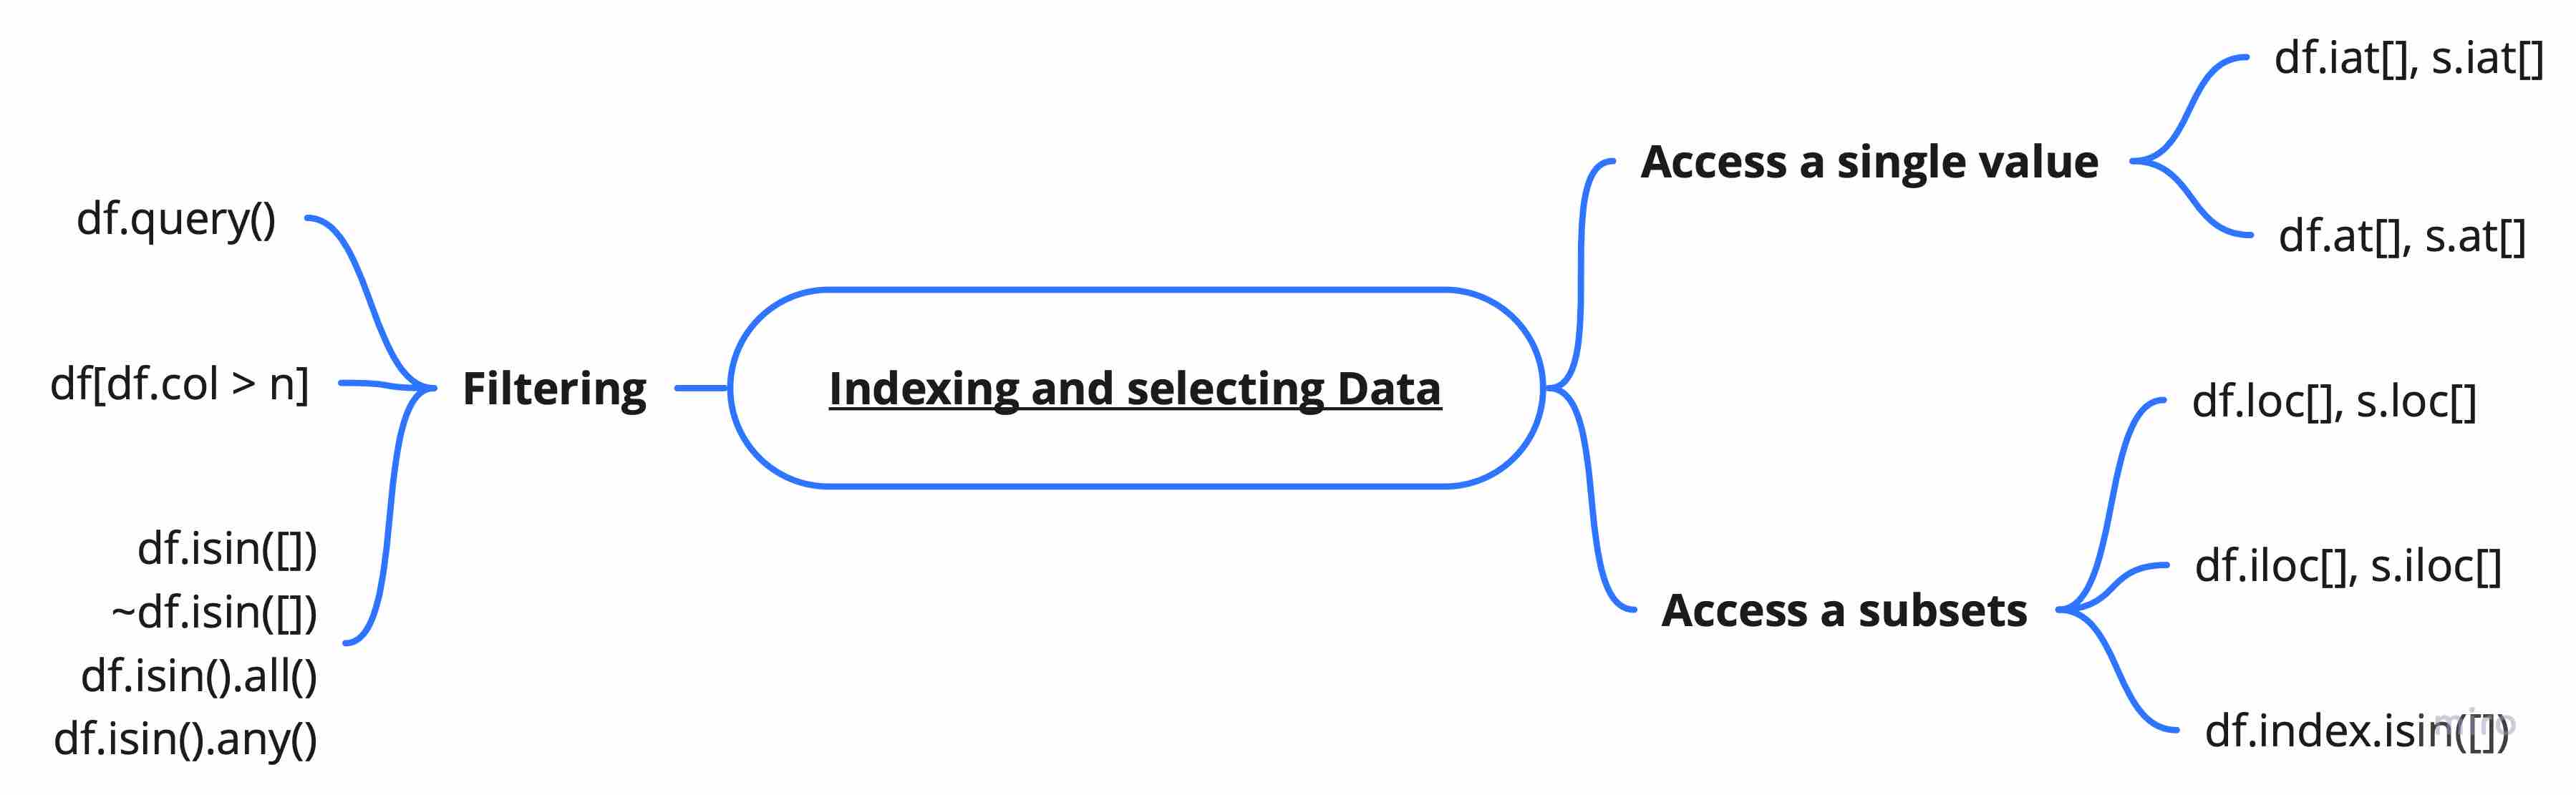 df.iat[], s.iat[]
Access a single value
df.at[], s.at[]
df.query()
df[df.col > n]
Filtering
Indexing and selecting Data
df.isin([])
~df.isin([])
df.isin().all()
df.isin().any()
df.loc[], s.loc[]
df.iloc[], s.iloc[]
Access a subsets
df.index.isin([])
miro